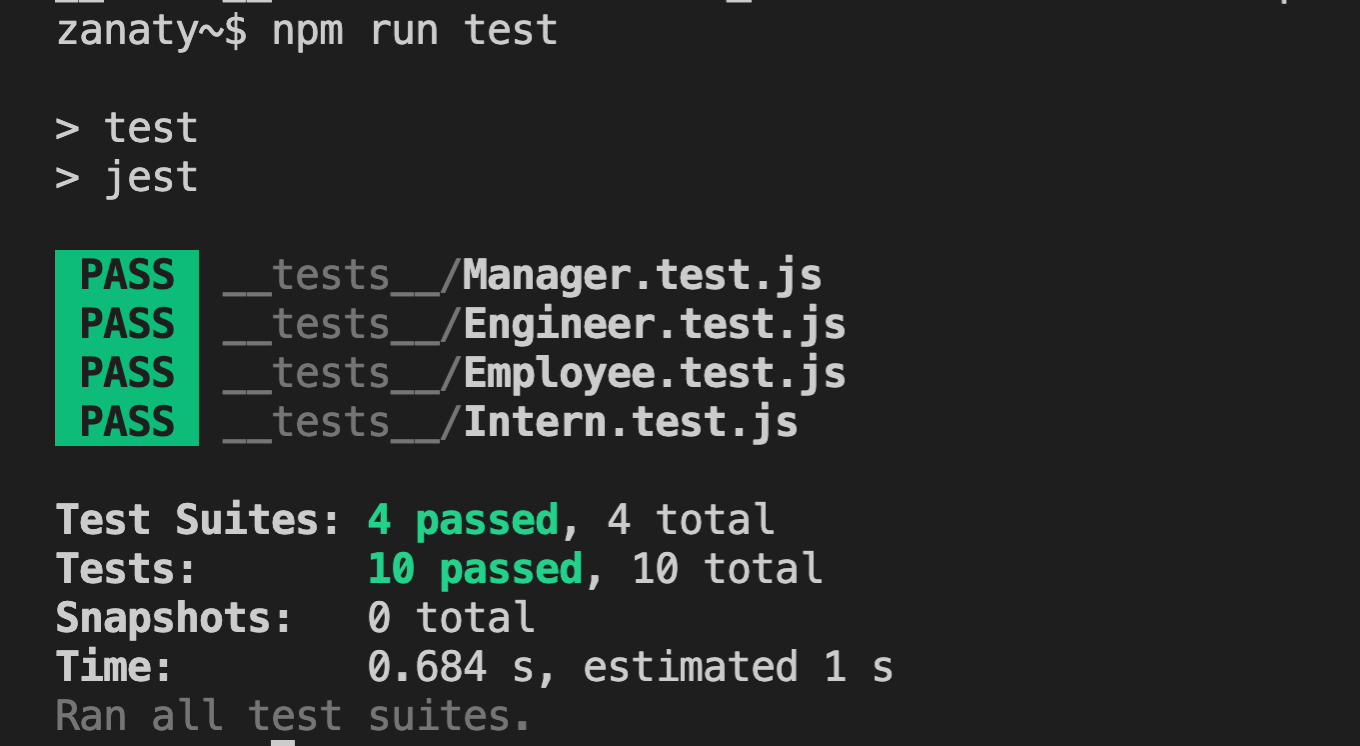 zanaty~$ npm run test
> test
> jest
PASS __tests__/Manager.test.js
PASS __tests__/Engineer.test.js
PASS __tests__/Employee.test.js
PASS __tests__/Intern.test.js
Test Suites: 4 passed, 4 total
Tests: 10 passed, 10 total
Snapshots: 0 total
Time: 0.684 s, estimated 1 s
Ran all test suites.